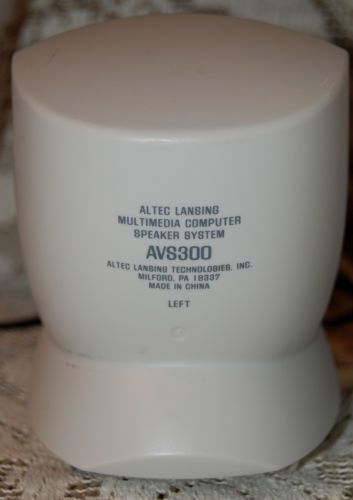 ALTEC LANSING
MULTIMEDIA COMPUTER
SPEAKER SYSTEM
AVS300
ALTEC LANSING TECHNOLOGIES, INC.
MILFORD, PA 18337
MADE IN CHINA
LEFT